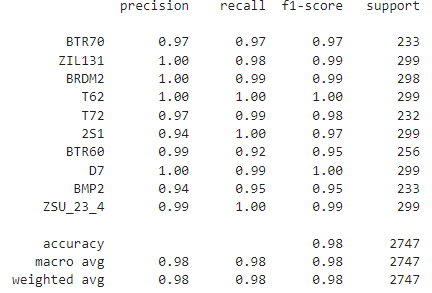 precision recall f1-score support
BTR70 0.97 0.97 0.97 233
ZIL131 1.00 0.98 0.99 299
BRDM2 1.00 0.99 0.99 298
T62 1.00 1.00 1.00 299
T72 0.97 0.99 0.98 232
2S1 0.94 1.00 0.97 299
BTR60 0.99 0.92 0.95 256
D7 1.00 0.99 1.00 299
BMP2 0.94 0.95 0.95 233
ZSU_23_4 0.99 1.00 0.99 299
accuracy 0.98 2747
macro avg 0.98 0.98 0.98 2747
weighted avg 0.98 0.98 0.98 2747